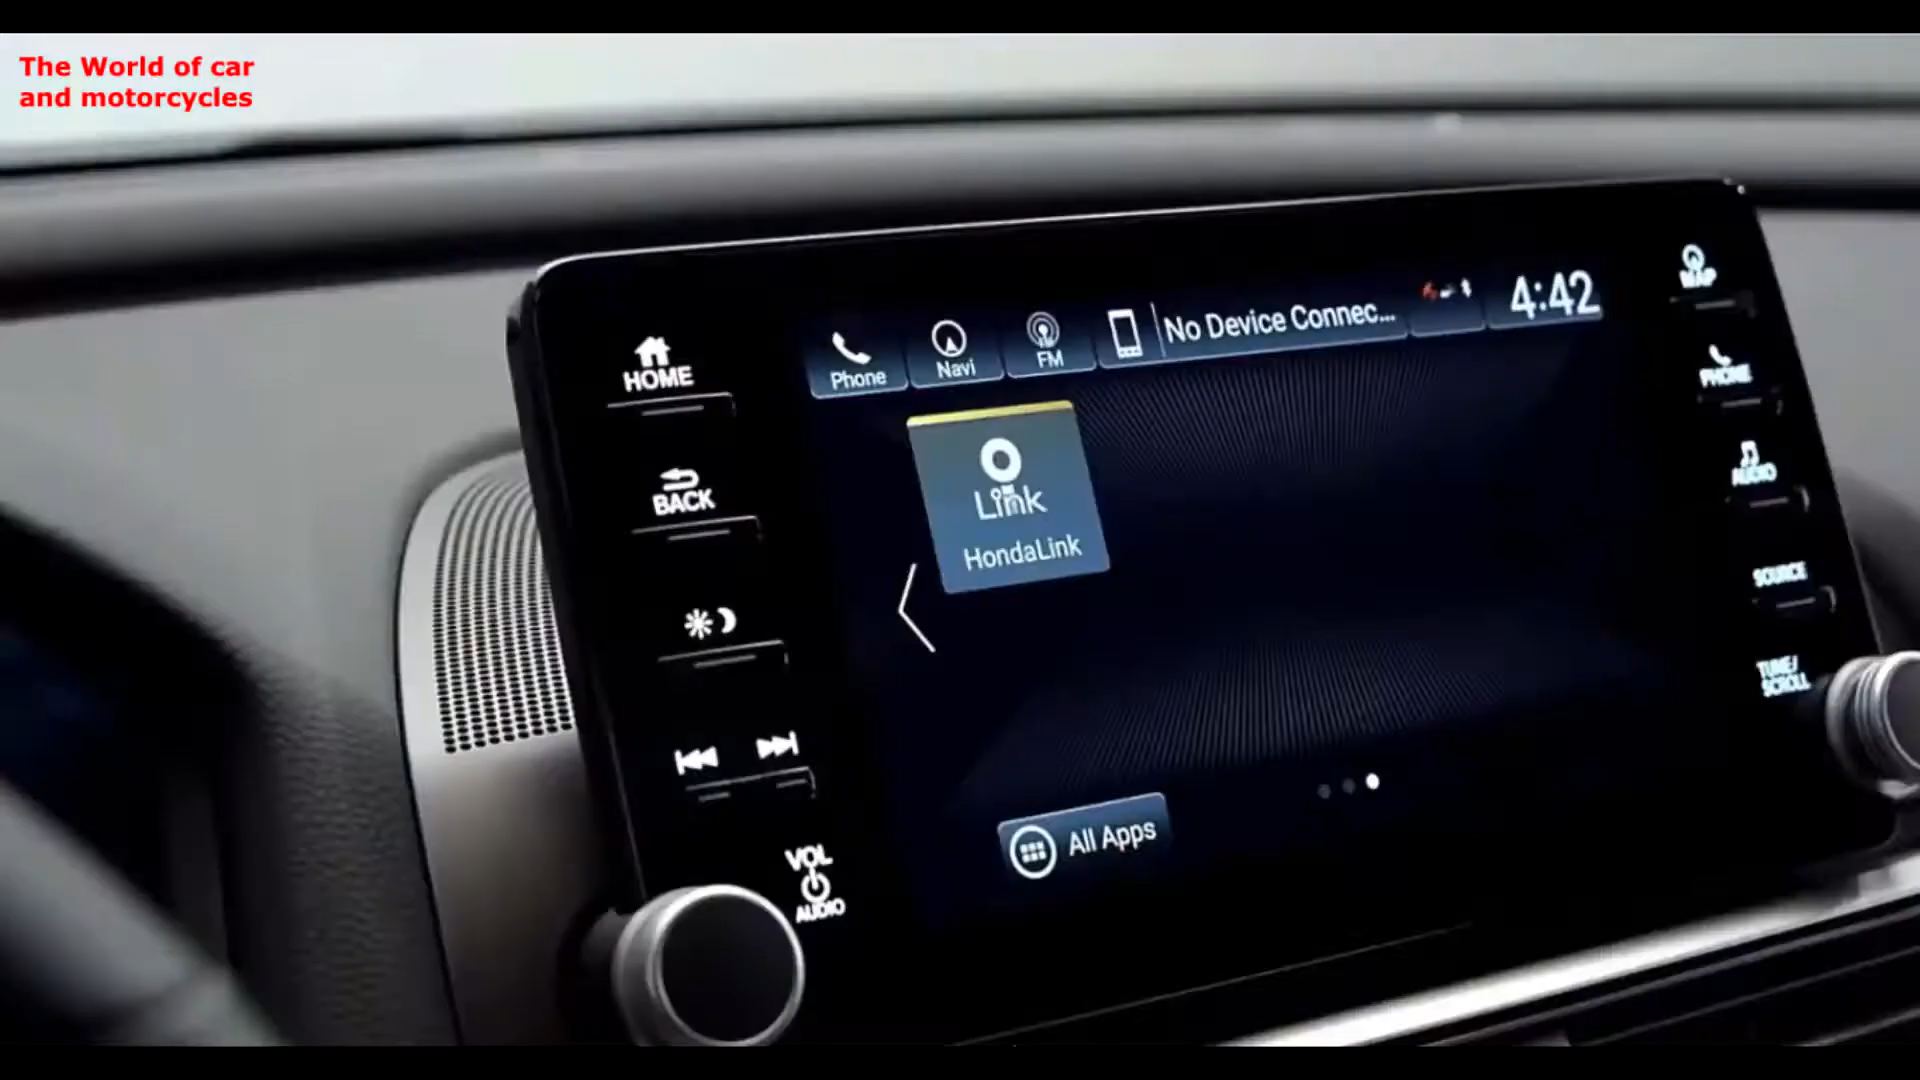 The World of car
and motorcycles
HOME
BACK
VOL
AUDIO
Phone
Navi
FM
No Device Connec...
4:42
Link
HondaLink
All Apps
MAP
PHONE
AUDIO
SOURCE
TUNE/
SCROLL